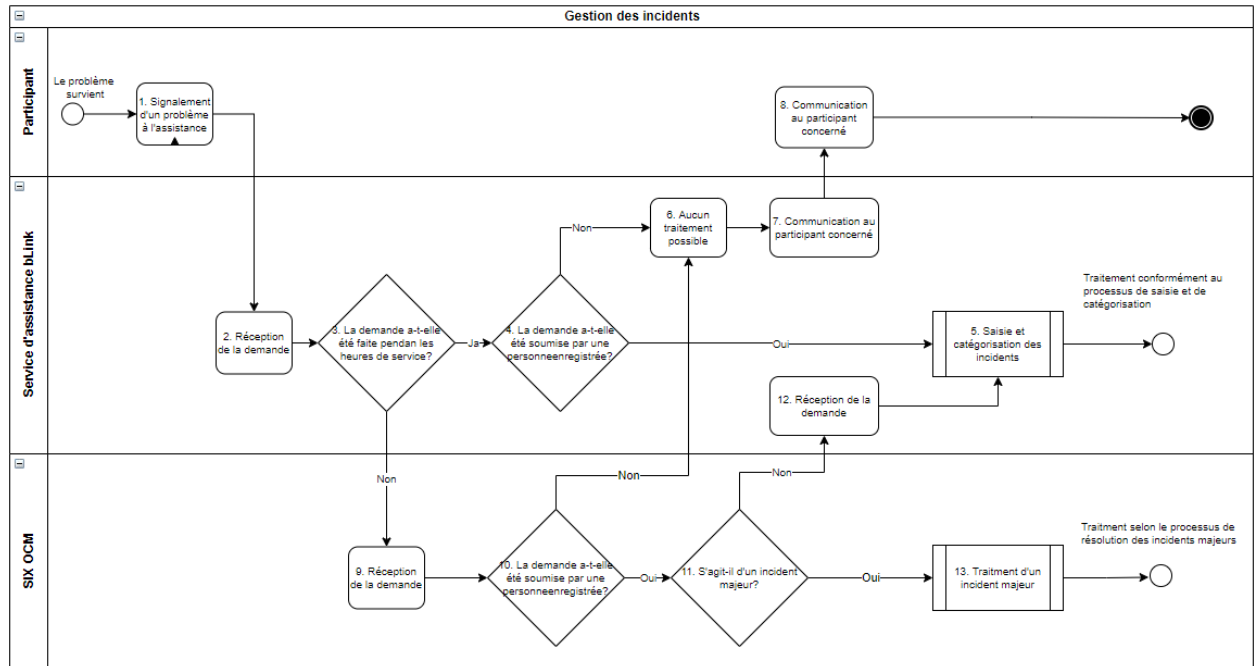 Gestion des incidents
Participant
Le problème
survient
1. Signalement
d'un problème
à l'assistance
8. Communication
au participant
concerné
Service d'assistance bLink
Non
6. Aucun
traitement
possible
7. Communication au
participant concerné
Traitement conformément au
processus de saisie et de
catégorisation
2. Réception
de la demande
3. La demande a-t-elle
été faite pendan les
heures de service?
Ja
4. La demande a-t-elle
été soumise par une
personneenregistrée?
Oui
5. Saisie et
catégorisation des
incidents
12. Réception de la
demande
SIX OCM
Non
Non
Non
9. Réception
de la demande
10. La demande a-t-elle
été soumise par une
personneenregistrée?
Oui
11. S'agit-il d'un incident
majeur?
Oui
13. Traitement d'un
incident majeur
Traitment selon le processus de
résolution des incidents majeurs